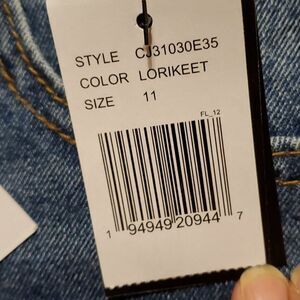 STYLE CJ31030E35
COLOR LORIKEET
SIZE 11
FL_12
1 94949 20944 7